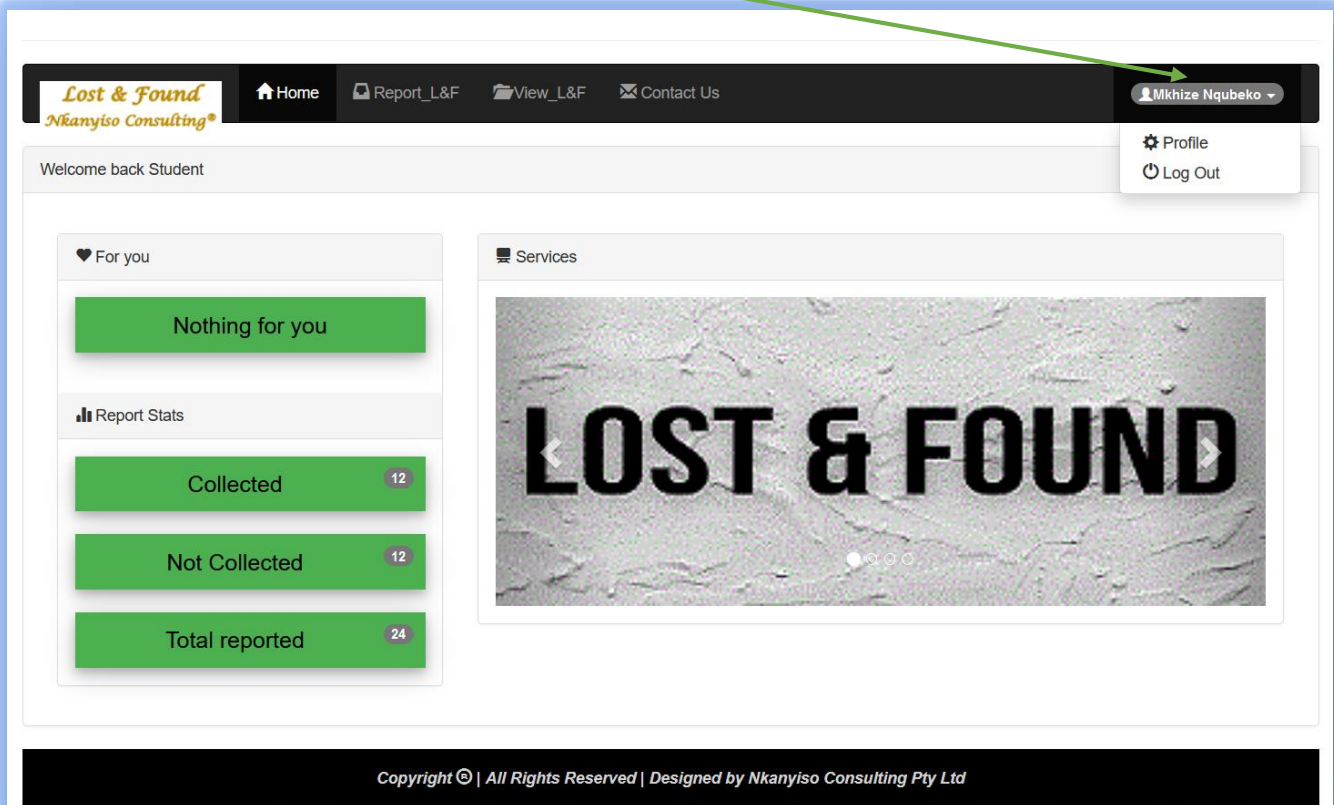 Lost & Found
Nkanyiso Consulting®
Home
Report_L&F
View_L&F
Contact Us
Mkhize Nqubeko
Profile
Log Out
Welcome back Student
For you
Nothing for you
Report Stats
Collected 12
Not Collected 12
Total reported 24
Services
LOST & FOUND
Copyright ® | All Rights Reserved | Designed by Nkanyiso Consulting Pty Ltd